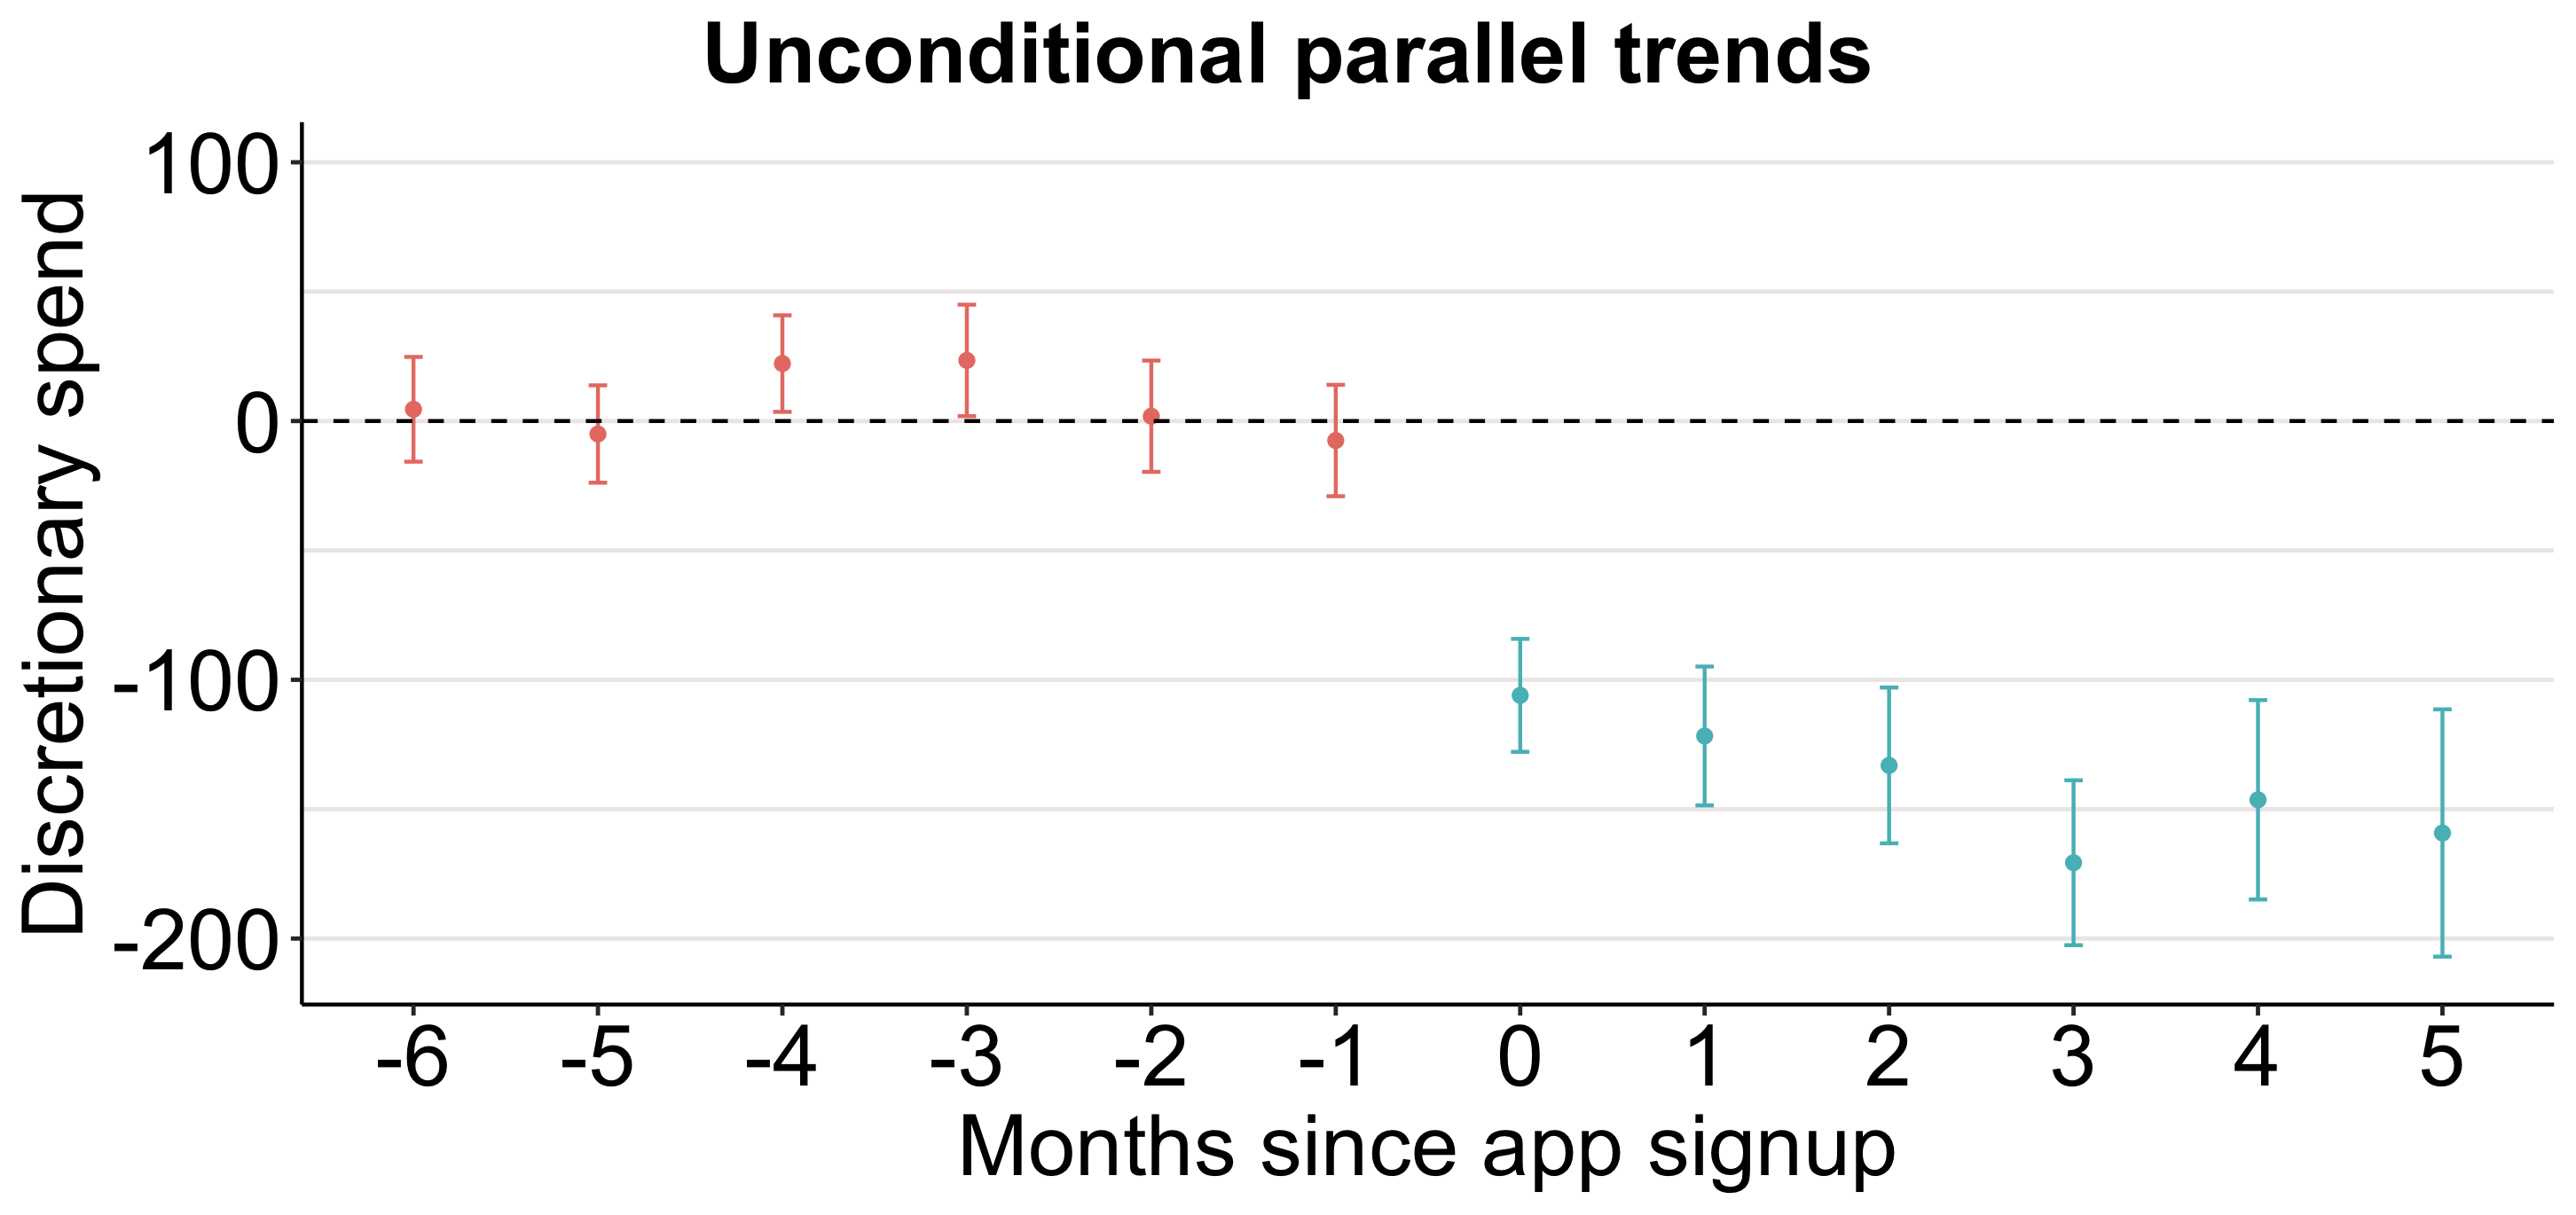 Unconditional parallel trends
Discretionary spend
100
0
-100
-200
-6 -5 -4 -3 -2 -1 0 1 2 3 4 5
Months since app signup